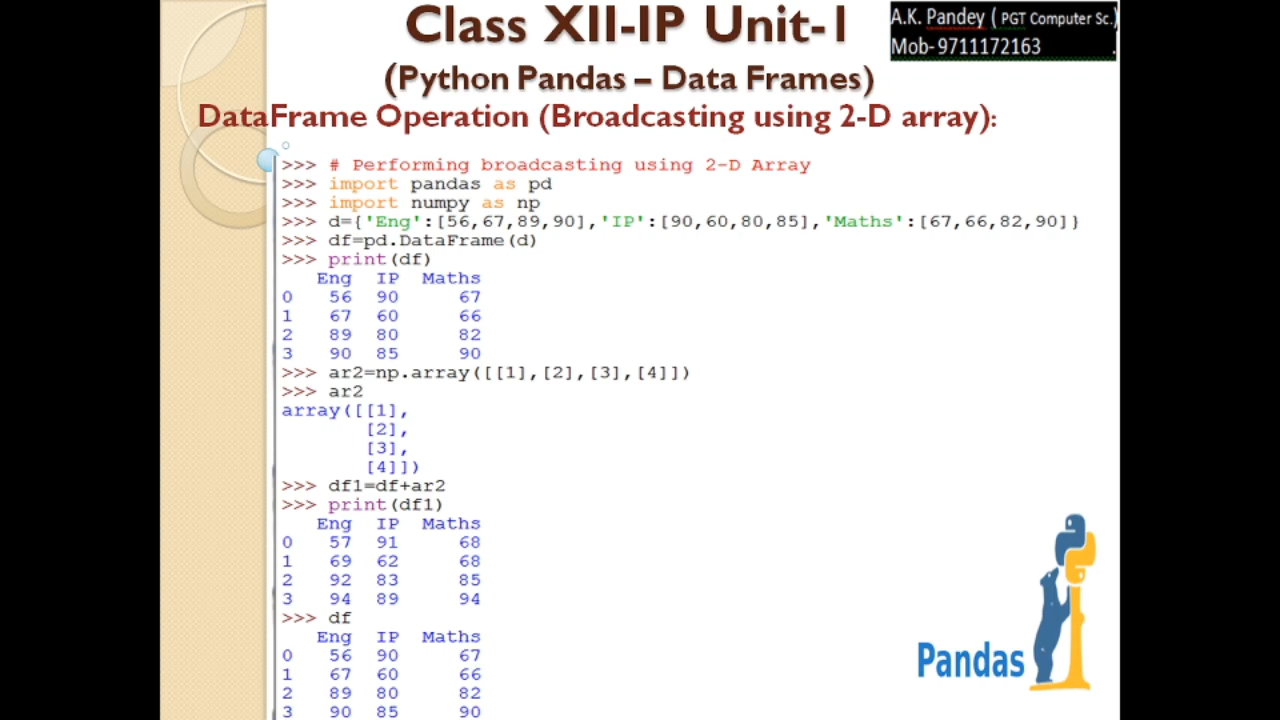 Class XII-IP Unit-1
A.K. Pandey ( PGT Computer Sc.)
Mob-9711172163 .
(Python Pandas – Data Frames)
DataFrame Operation (Broadcasting using 2-D array):
>>> # Performing broadcasting using 2-D Array
>>> import pandas as pd
>>> import numpy as np
>>> d={'Eng':[56,67,89,90],'IP':[90,60,80,85],'Maths':[67,66,82,90]}
>>> df=pd.DataFrame(d)
>>> print(df)
   Eng  IP  Maths
0   56  90     67
1   67  60     66
2   89  80     82
3   90  85     90
>>> ar2=np.array([[1],[2],[3],[4]])
>>> ar2
array([[1],
       [2],
       [3],
       [4]])
>>> df1=df+ar2
>>> print(df1)
   Eng  IP  Maths
0   57  91     68
1   69  62     68
2   92  83     85
3   94  89     94
>>> df
   Eng  IP  Maths
0   56  90     67
1   67  60     66
2   89  80     82
3   90  85     90
Pandas